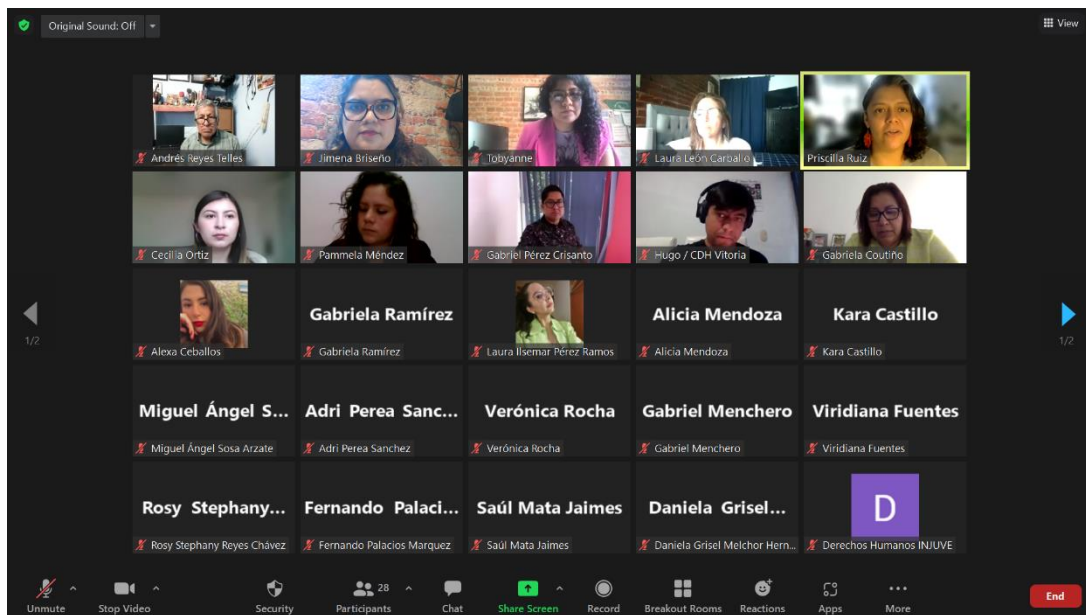 Original Sound: Off
View
Andrés Reyes Telles
Jimena Briseño
Tobyanne
Laura León Carballo
Priscilla Ruiz
Cecilia Ortiz
Pammela Méndez
Gabriel Pérez Crisanto
Hugo / CDH Vitoria
Gabriela Coutiño
Alexa Ceballos
Gabriela Ramírez
Gabriela Ramírez
Laura Ilsemar Pérez Ramos
Alicia Mendoza
Alicia Mendoza
Kara Castillo
Kara Castillo
1/2
1/2
Miguel Ángel S...
Miguel Ángel Sosa Arzate
Adri Perea Sanc...
Adri Perea Sanchez
Verónica Rocha
Verónica Rocha
Gabriel Menchero
Gabriel Menchero
Viridiana Fuentes
Viridiana Fuentes
Rosy Stephany...
Rosy Stephany Reyes Chávez
Fernando Palaci...
Fernando Palacios Marquez
Saúl Mata Jaimes
Saúl Mata Jaimes
Daniela Grisel...
Daniela Grisel Melchor Hern...
D
Derechos Humanos INJUVE
Unmute
Stop Video
Security
28
Participants
Chat
Share Screen
Record
Breakout Rooms
Reactions
Apps
More
End